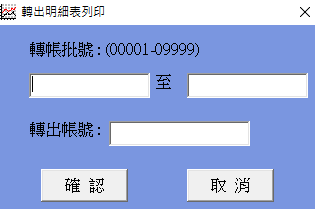 轉出明細表列印
轉帳批號:(00001-09999)
至
轉出帳號:
確 認 取 消